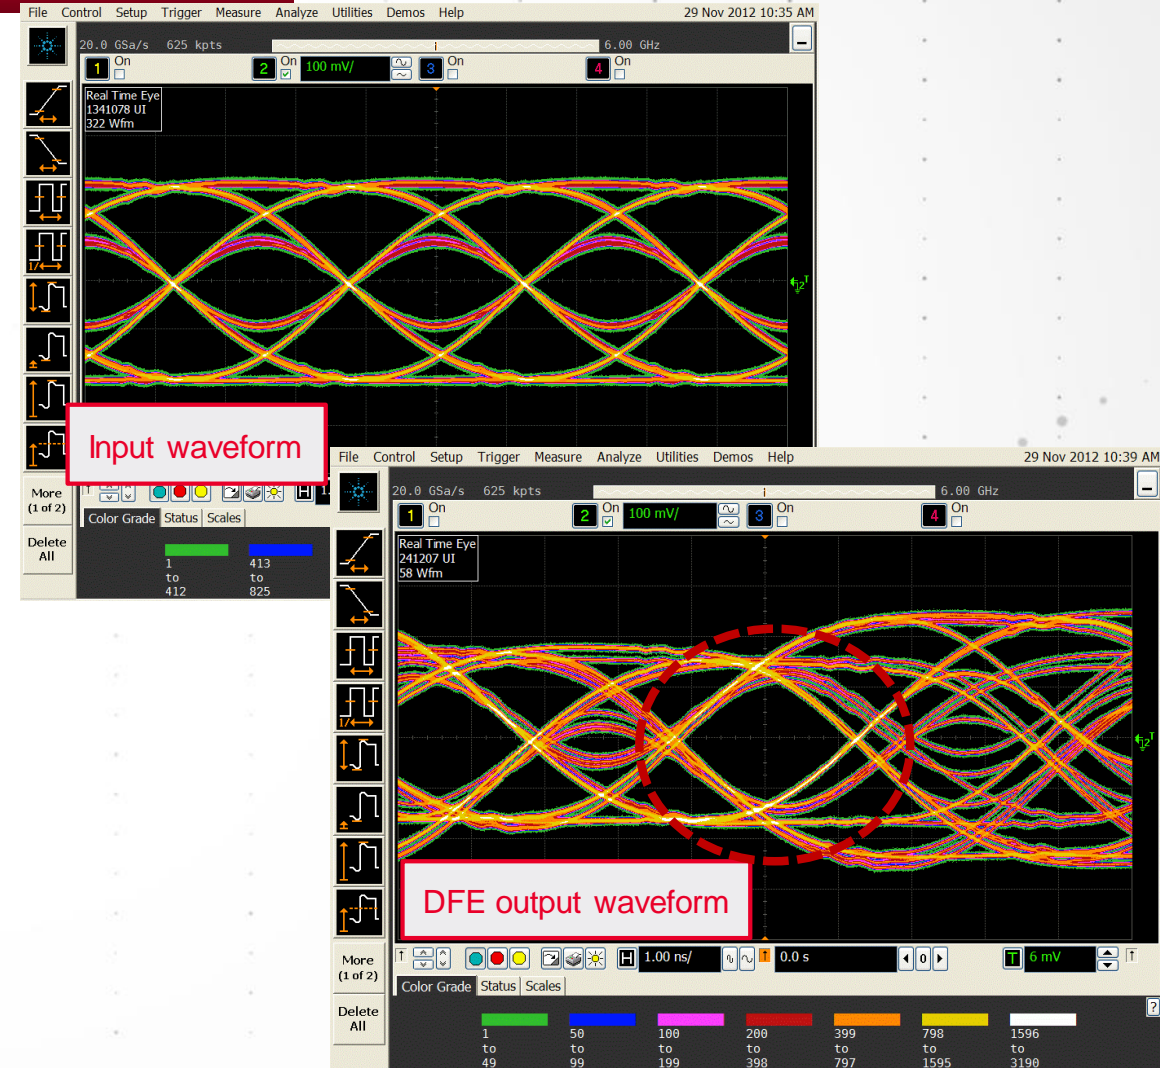 File Control Setup Trigger Measure Analyze Utilities Demos Help 29 Nov 2012 10:35 AM
20.0 GSa/s 625 kpts 6.00 GHz
1 On 2 On 100 mV/ 3 On 4 On
Real Time Eye
1341078 UI
322 Wfm
2 T
Input waveform
More
(1 of 2)
Delete
All
H 1.
Color Grade Status Scales
1 413
to to
412 825
File Control Setup Trigger Measure Analyze Utilities Demos Help 29 Nov 2012 10:39 AM
20.0 GSa/s 625 kpts 6.00 GHz
1 On 2 On 100 mV/ 3 On 4 On
Real Time Eye
241207 UI
58 Wfm
2 T
DFE output waveform
More
(1 of 2)
Delete
All
H 1.00 ns/ 0.0 s 0 T 6 mV
Color Grade Status Scales
?
1 50 100 200 399 798 1596
to to to to to to to
49 99 199 398 797 1595 3190